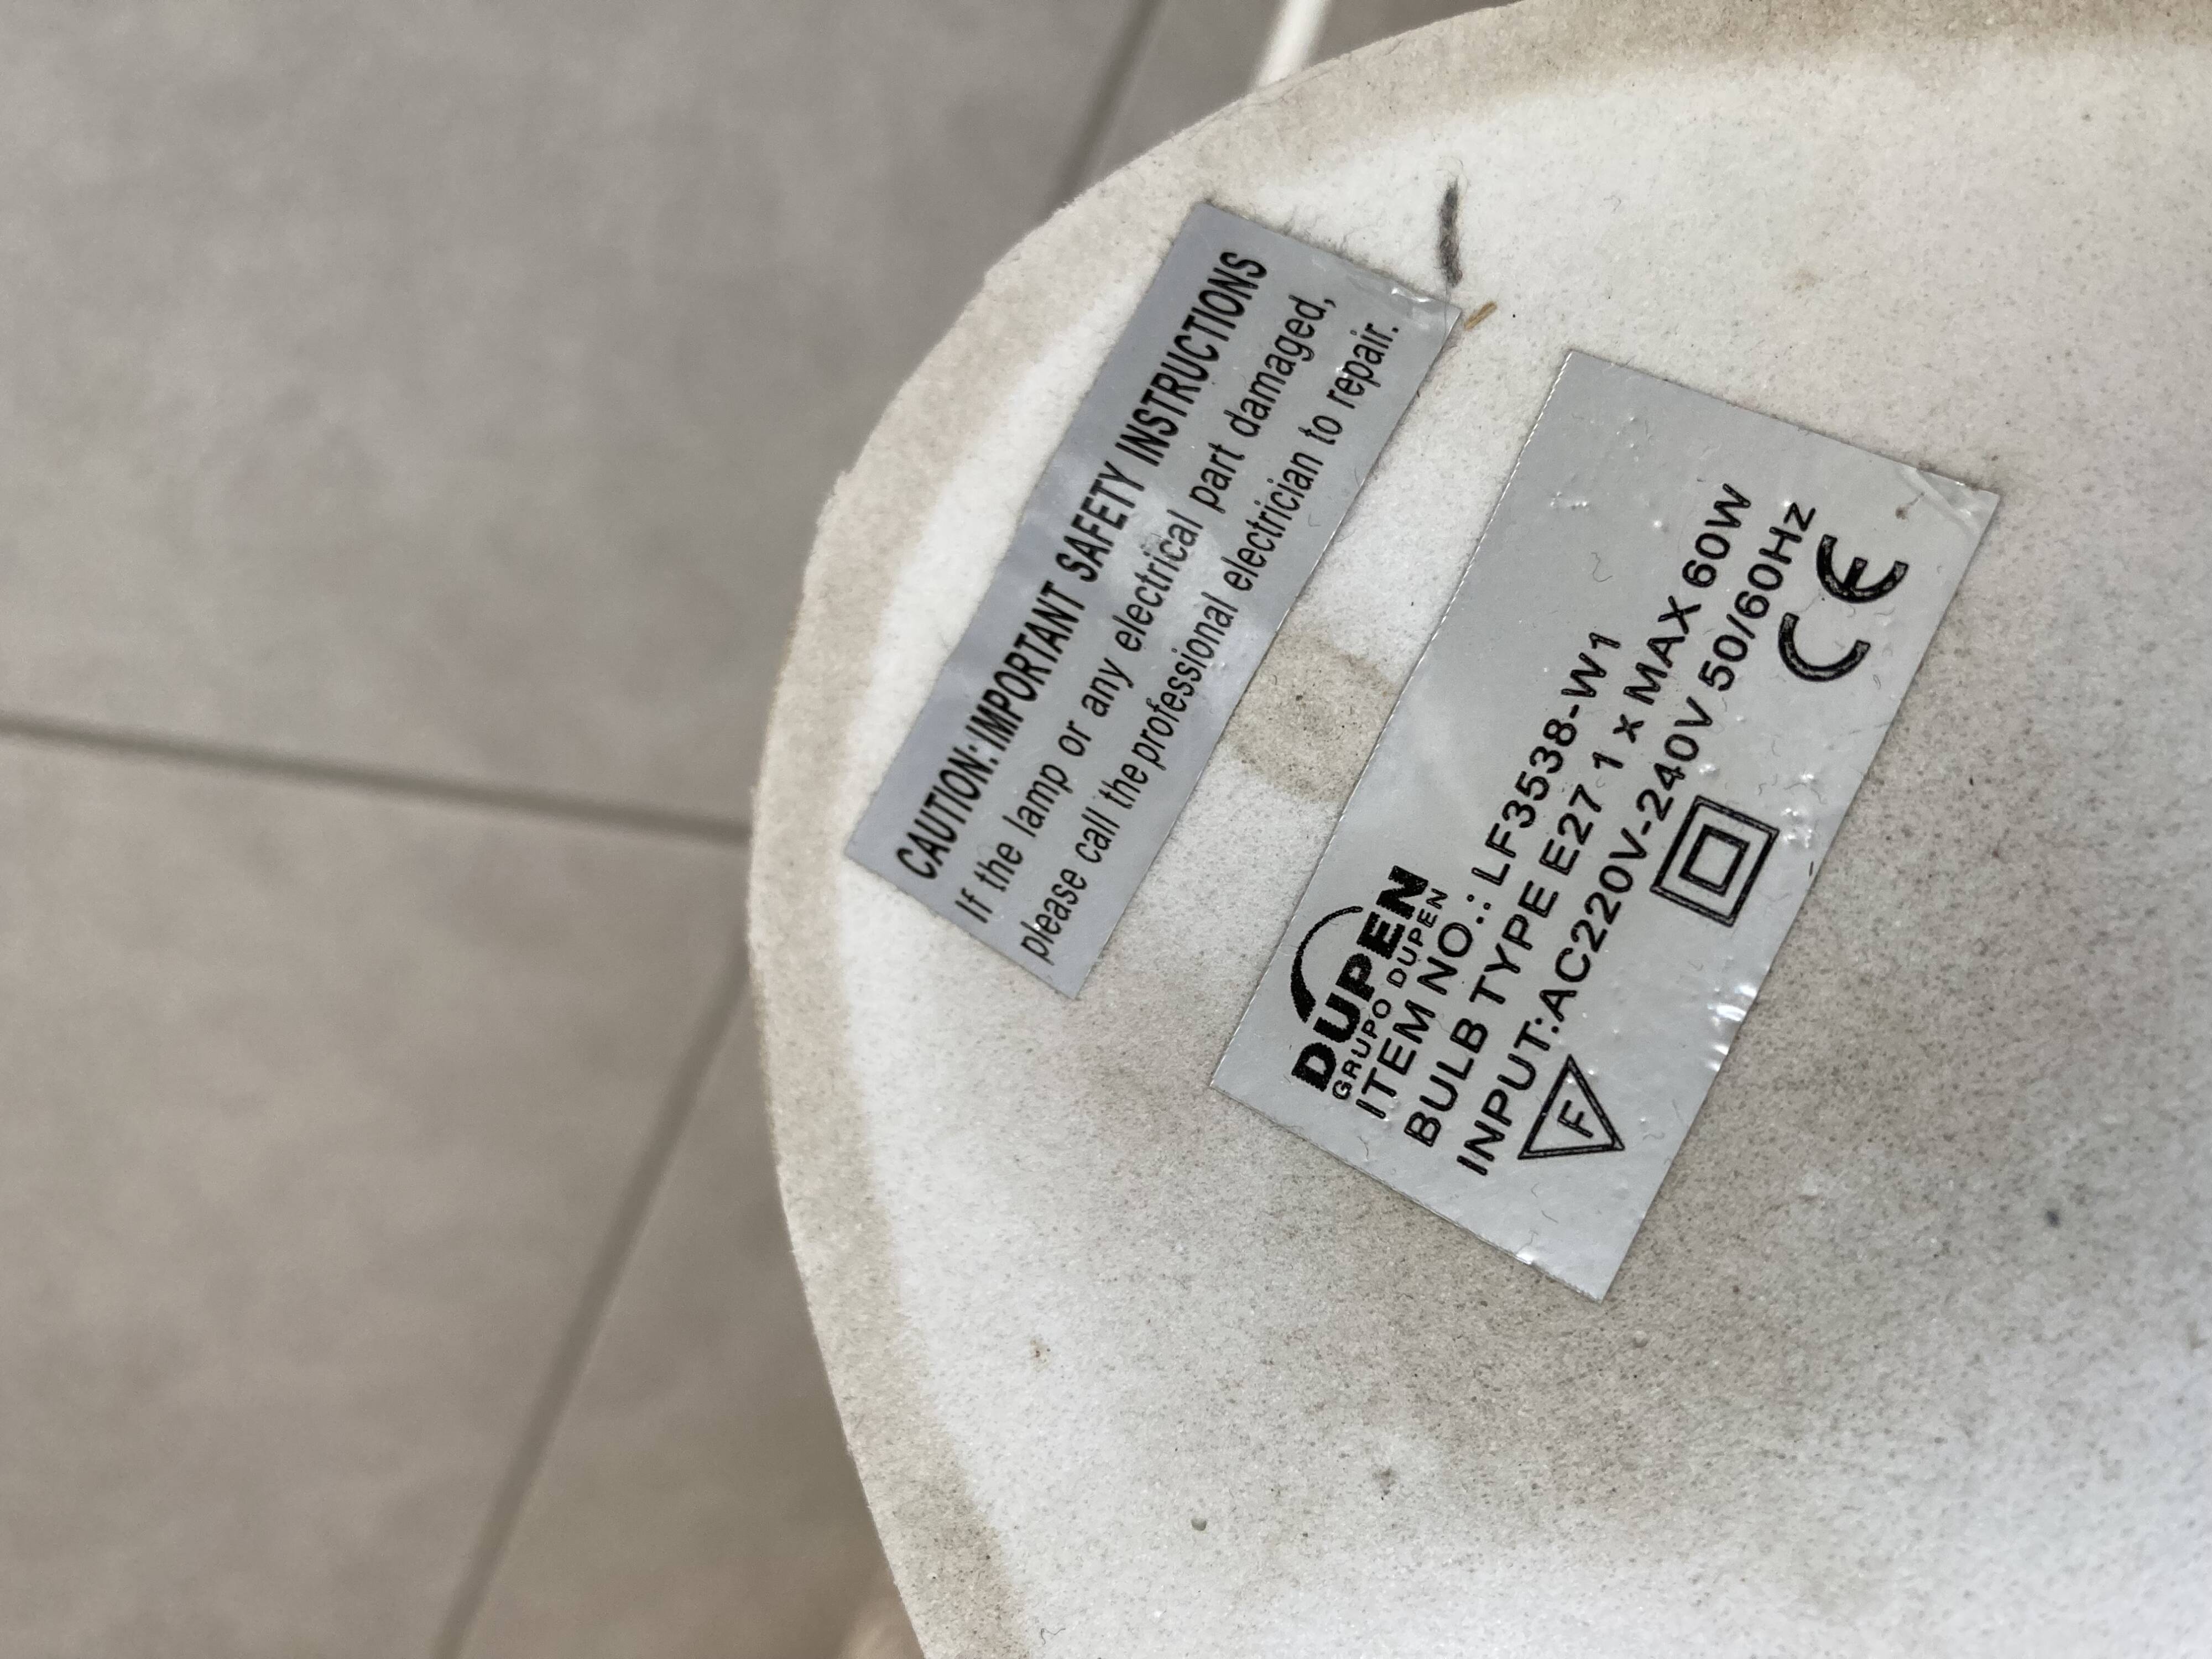 CAUTION: IMPORTANT SAFETY INSTRUCTIONS
If the lamp or any electrical part damaged,
please call the professional electrician to repair.
DUPEN
GRUPO DUPEN
ITEM NO.: LF3538-W1
BULB TYPE E27 1 x MAX 60W
INPUT:AC220V-240V 50/60Hz
F CE